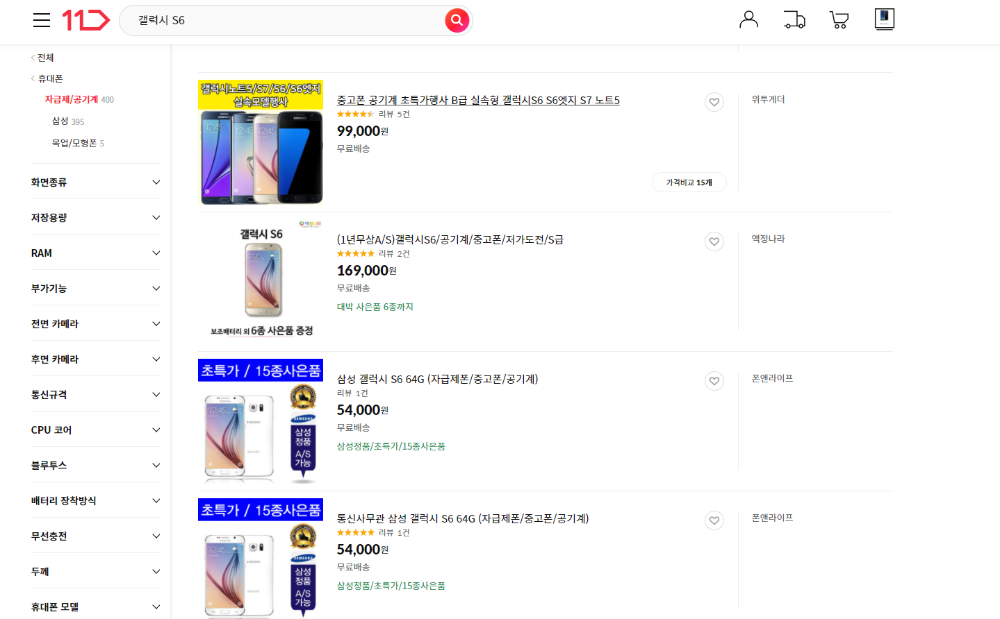 11
갤럭시 S6
전체
휴대폰
자급제/공기계 400
삼성 395
목업/모형폰 5
화면종류
저장용량
RAM
부가기능
전면 카메라
후면 카메라
통신규격
CPU 코어
블루투스
배터리 장착방식
무선충전
두께
휴대폰 모델
갤럭시노트5/S7/S6/S6엣지
실속모델행사
12:45
12:45
12:45
중고폰 공기계 초특가행사 B급 실속형 갤럭시S6 S6엣지 S7 노트5
리뷰 5건
99,000원
무료배송
가격비교 15개
위투게더
액정나라
갤럭시 S6
12:45
보조배터리 외 6종 사은품 증정
(1년무상A/S)갤럭시S6/공기계/중고폰/저가도전/S급
리뷰 2건
169,000원
무료배송
대박 사은품 6종까지
액정나라
초특가 / 15종사은품
12:45
SAMSUNG
삼성
정품
A/S
가능
삼성 갤럭시 S6 64G (자급제폰/중고폰/공기계)
리뷰 1건
54,000원
무료배송
삼성정품/초특가/15종사은품
폰앤라이프
초특가 / 15종사은품
12:45
SAMSUNG
삼성
정품
A/S
가능
통신사무관 삼성 갤럭시 S6 64G (자급제폰/중고폰/공기계)
리뷰 1건
54,000원
무료배송
삼성정품/초특가/15종사은품
폰앤라이프